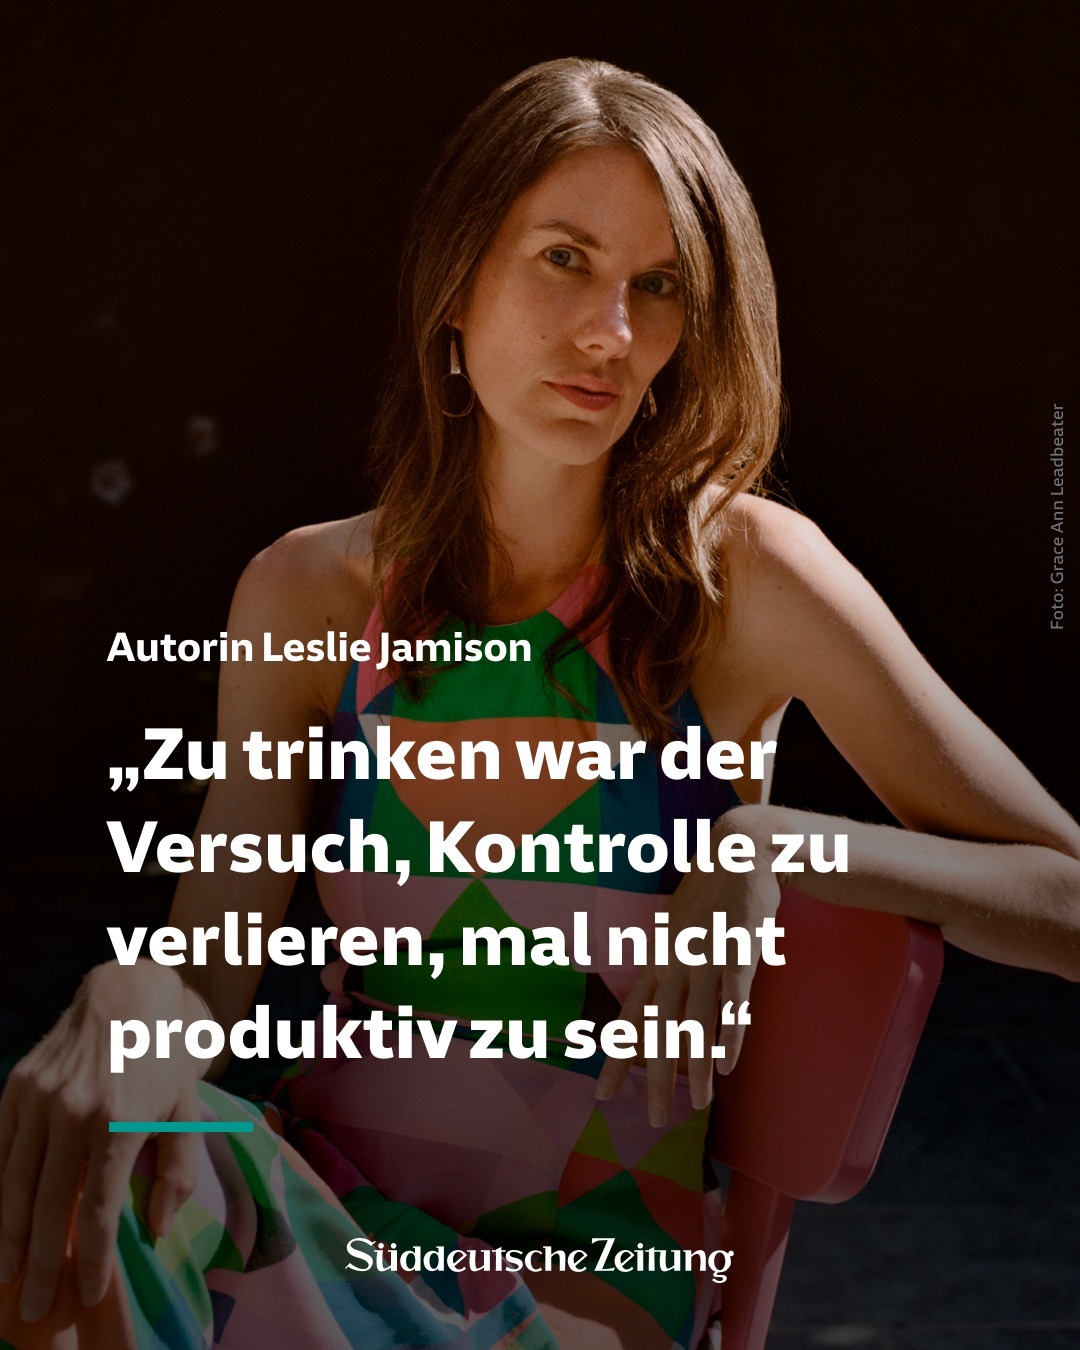 Autorin Leslie Jamison
„Zu trinken war der
Versuch, Kontrolle zu
verlieren, mal nicht
produktiv zu sein.“
Süddeutsche Zeitung
Foto: Grace Ann Leadbeater